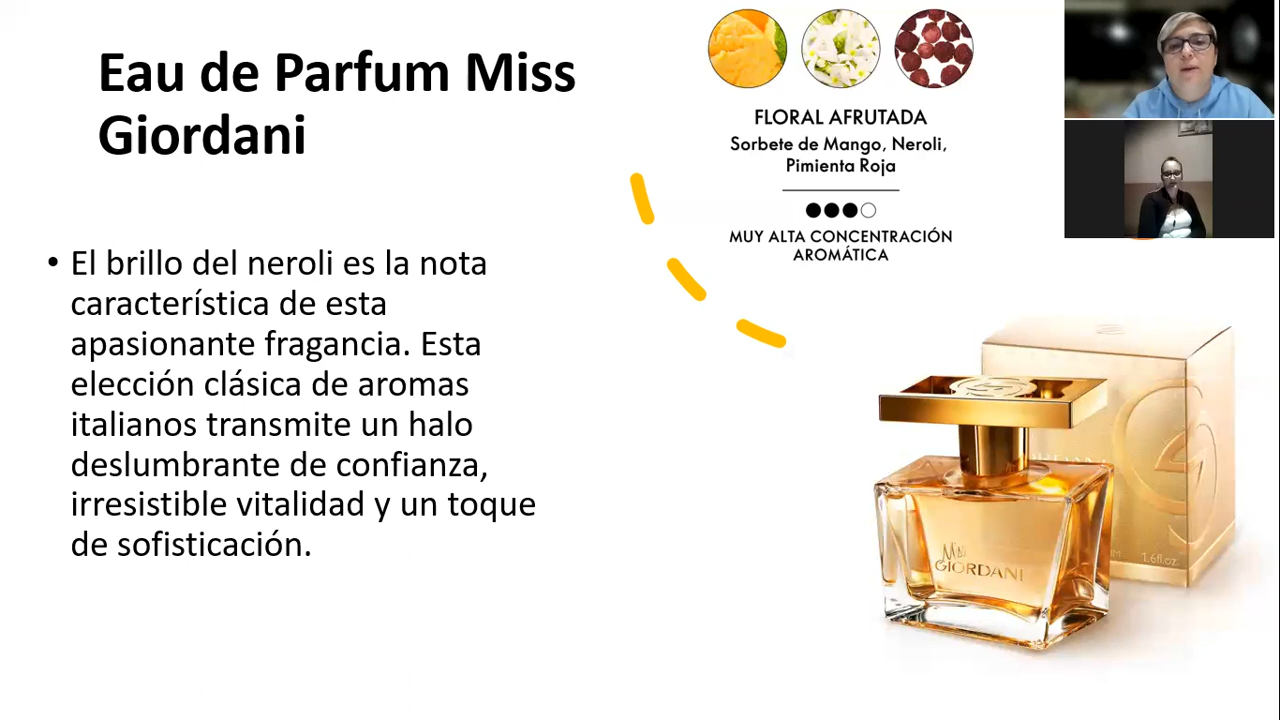 Eau de Parfum Miss
Giordani
• El brillo del neroli es la nota
característica de esta
apasionante fragancia. Esta
elección clásica de aromas
italianos transmite un halo
deslumbrante de confianza,
irresistible vitalidad y un toque
de sofisticación.
FLORAL AFRUTADA
Sorbete de Mango, Neroli,
Pimienta Roja
MUY ALTA CONCENTRACIÓN
AROMÁTICA
Miss
GIORDANI
1.6fl.oz.